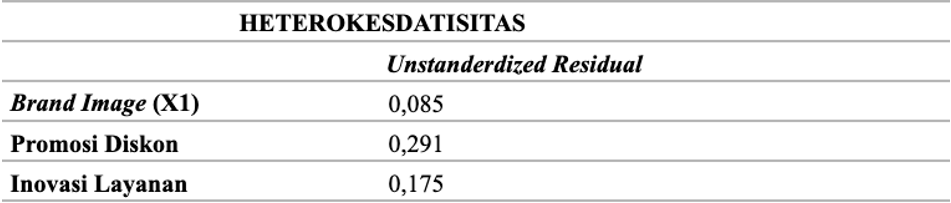 HETEROKESDATISITAS
Unstanderdized Residual
Brand Image (X1) 0,085
Promosi Diskon 0,291
Inovasi Layanan 0,175